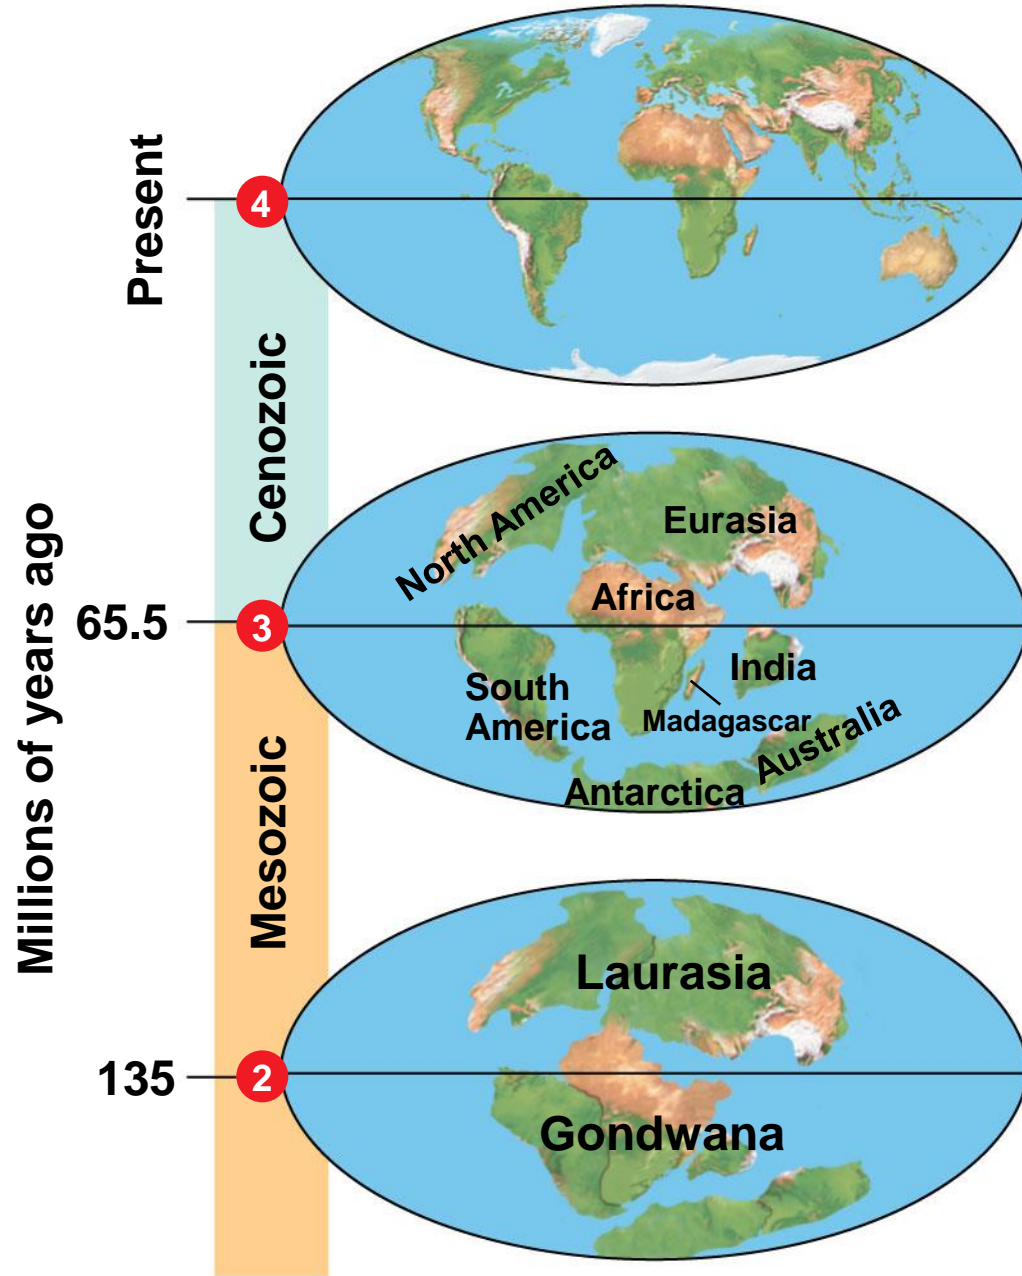 Millions of years ago
Present
4
Cenozoic
North America
Eurasia
Africa
65.5
3
India
South
America
Madagascar
Australia
Antarctica
Mesozoic
Laurasia
135
2
Gondwana